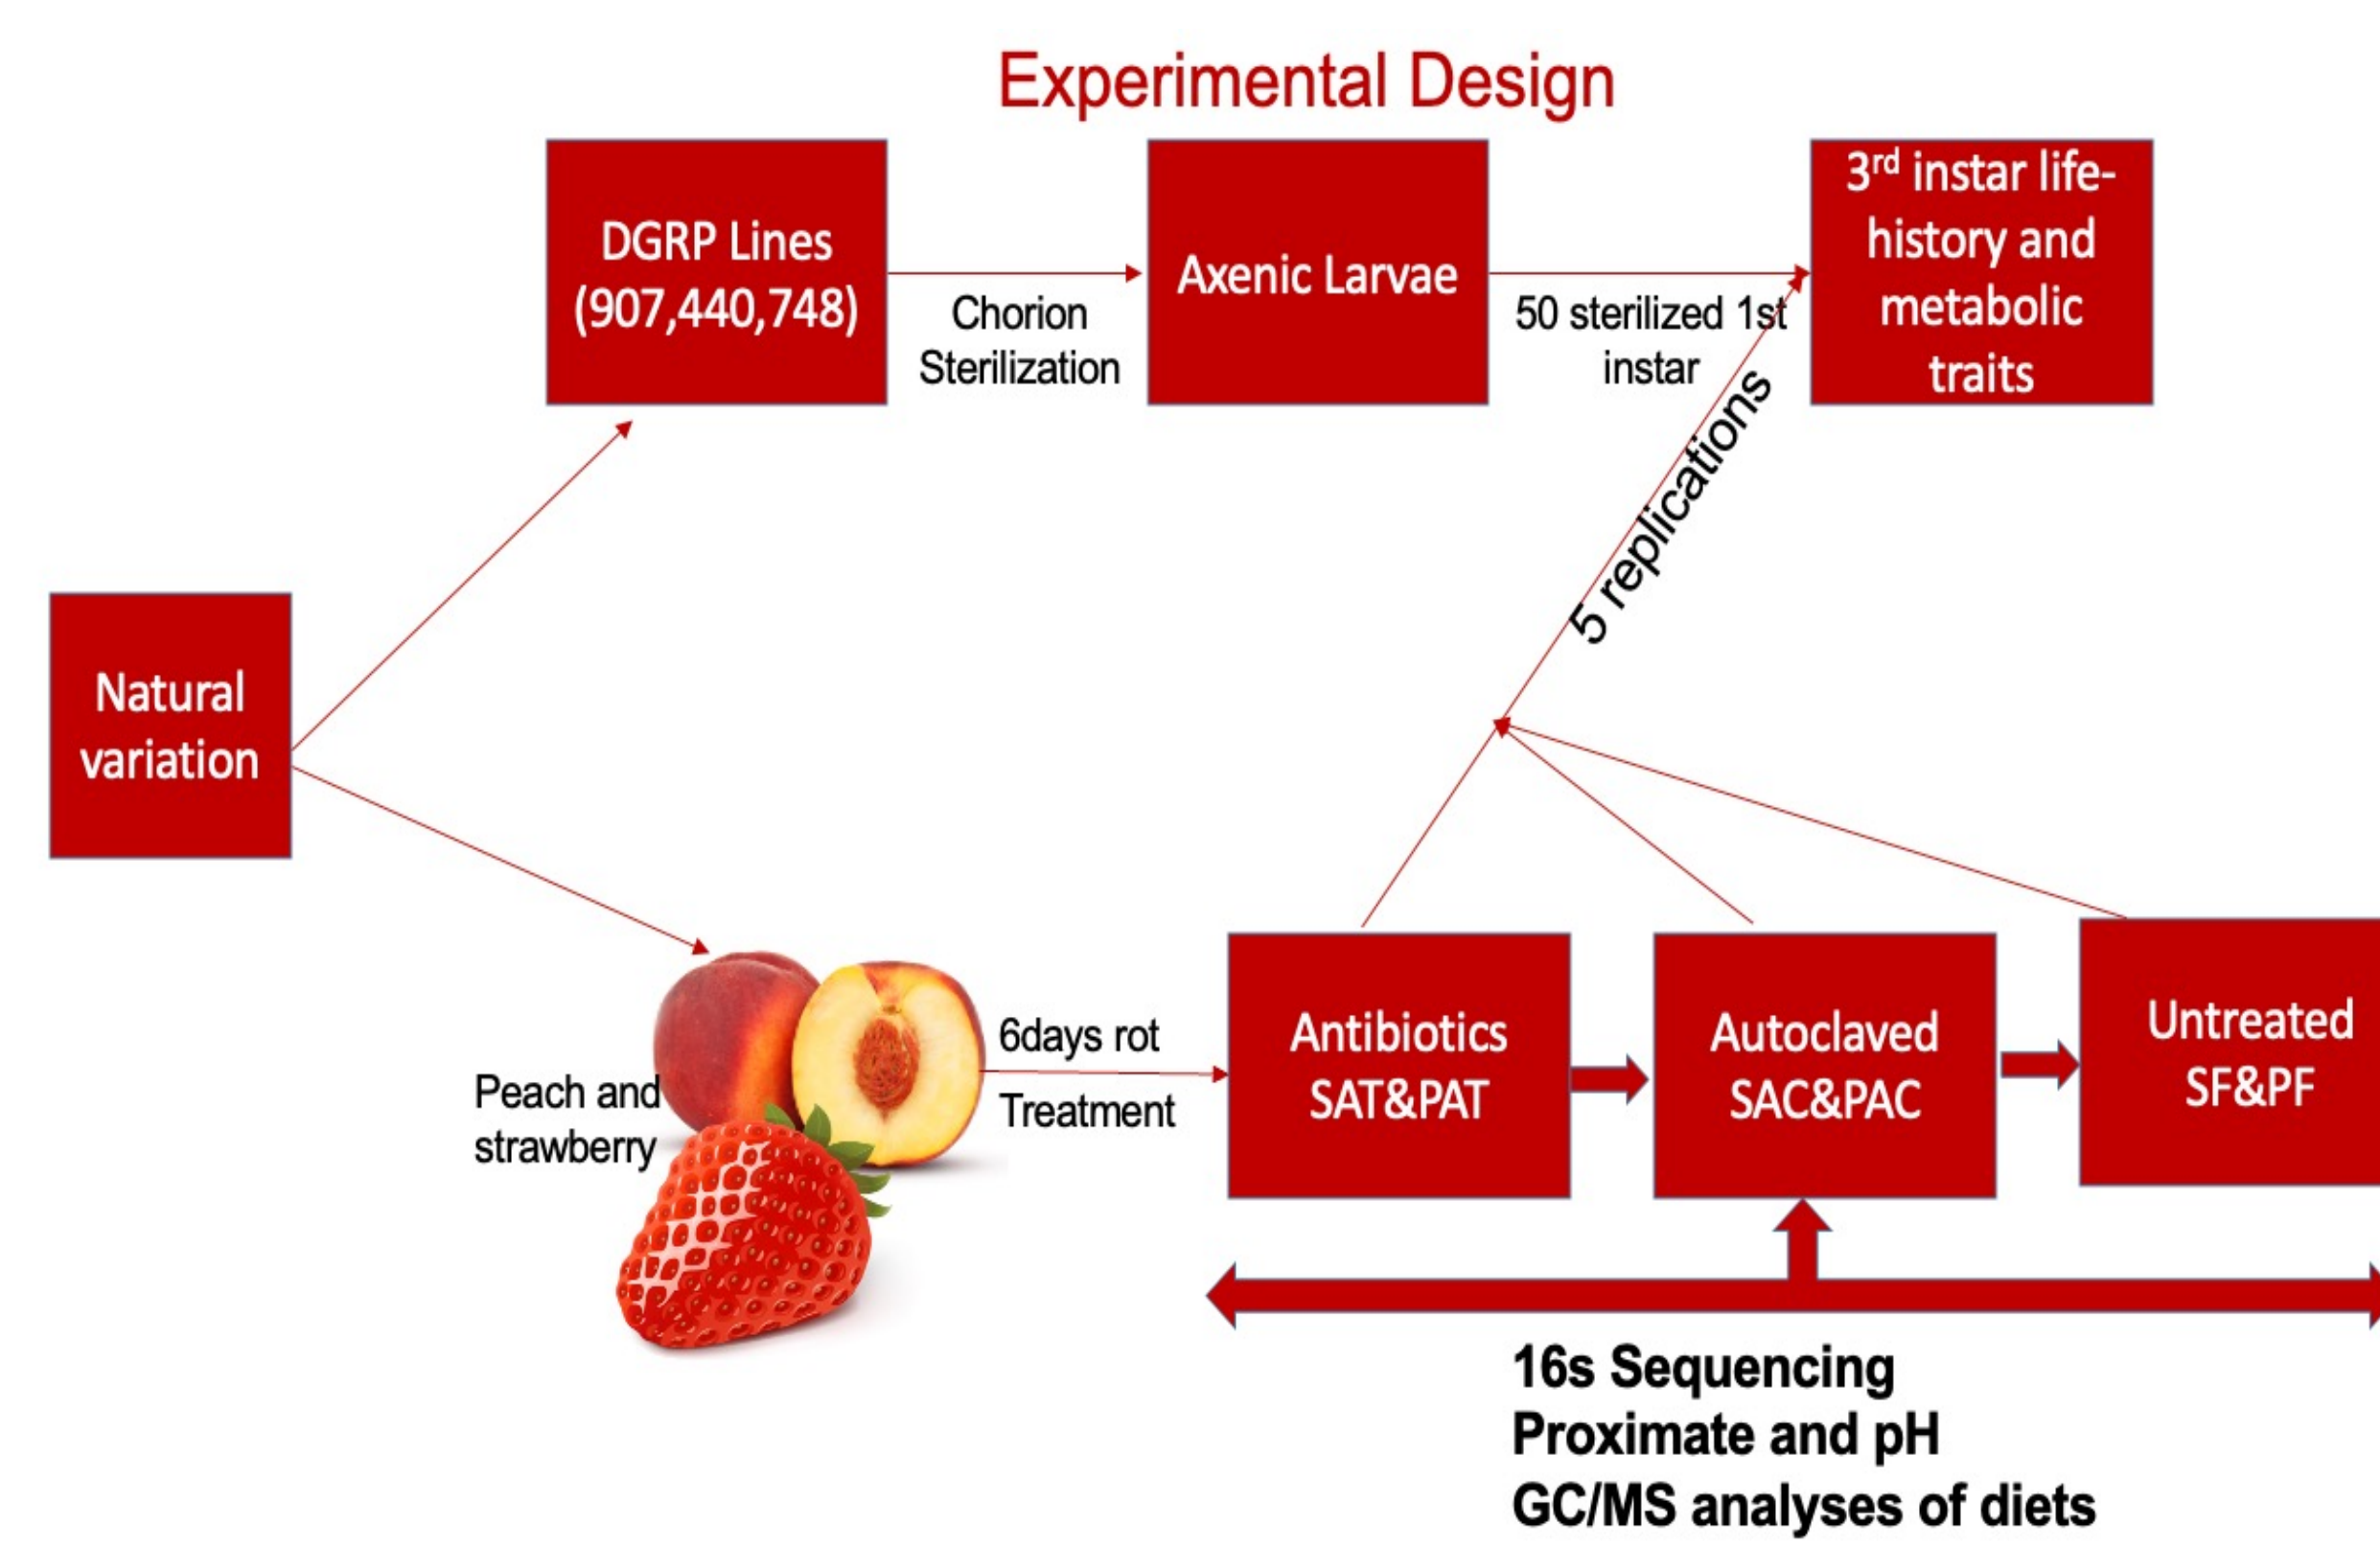 Experimental Design
DGRP Lines
(907,440,748)
Chorion
Sterilization
Axenic Larvae
50 sterilized 1st
instar
3rd instar life-
history and
metabolic
traits
5 replications
Natural
variation
Peach and
strawberry
6days rot
Treatment
Antibiotics
SAT&PAT
Autoclaved
SAC&PAC
Untreated
SF&PF
16s Sequencing
Proximate and pH
GC/MS analyses of diets